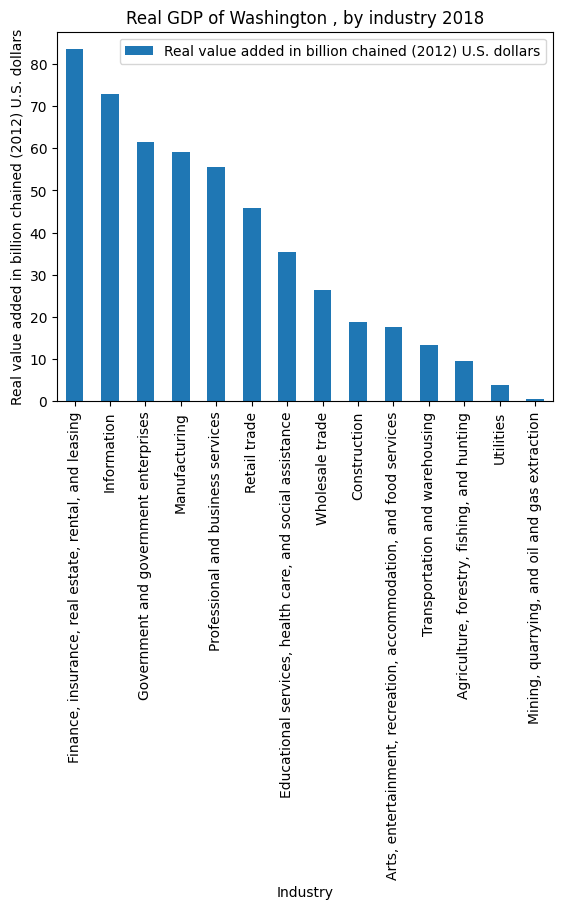 Real GDP of Washington , by industry 2018
Real value added in billion chained (2012) U.S. dollars
Real value added in billion chained (2012) U.S. dollars
80
70
60
50
40
30
20
10
0
Finance, insurance, real estate, rental, and leasing
Information
Government and government enterprises
Manufacturing
Professional and business services
Retail trade
Educational services, health care, and social assistance
Wholesale trade
Construction
Arts, entertainment, recreation, accommodation, and food services
Transportation and warehousing
Agriculture, forestry, fishing, and hunting
Utilities
Mining, quarrying, and oil and gas extraction
Industry